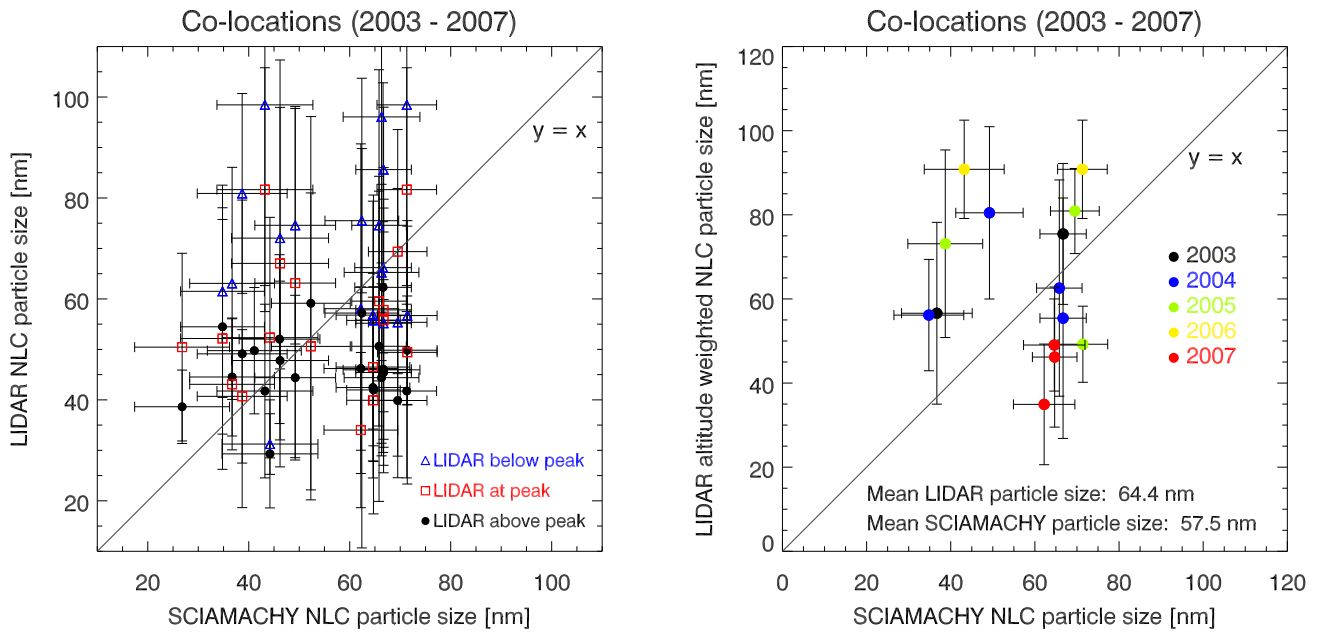 Co-locations (2003 - 2007)
LIDAR NLC particle size [nm]
100
80
60
40
20
y = x
LIDAR below peak
LIDAR at peak
LIDAR above peak
20 40 60 80 100
SCIAMACHY NLC particle size [nm]
Co-locations (2003 - 2007)
LIDAR altitude weighted NLC particle size [nm]
120
100
80
60
40
20
0
y = x
2003
2004
2005
2006
2007
Mean LIDAR particle size: 64.4 nm
Mean SCIAMACHY particle size: 57.5 nm
0 20 40 60 80 100 120
SCIAMACHY NLC particle size [nm]